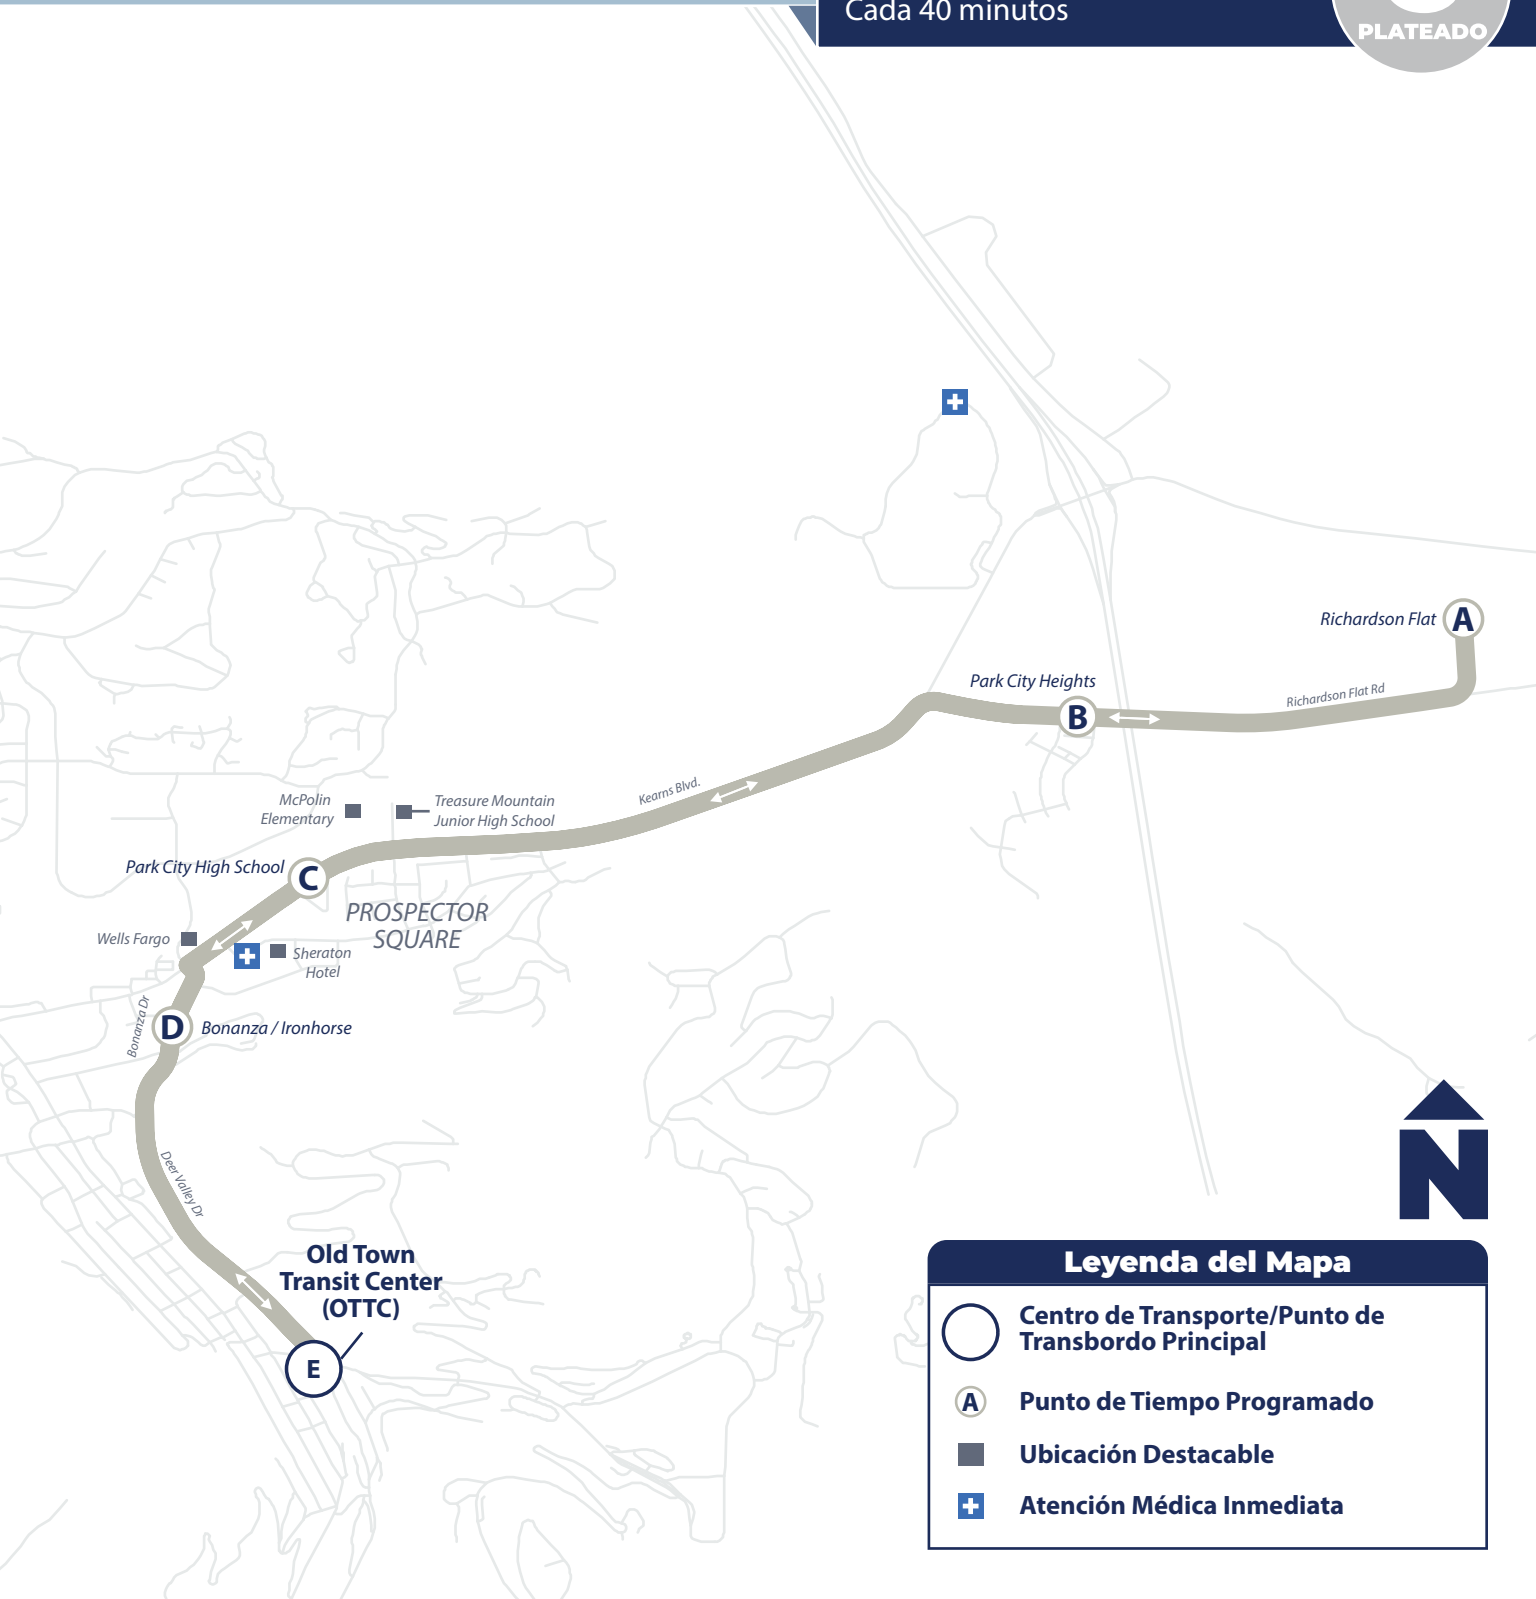 Cada 40 minutos
PLATEADO
Richardson Flat
A
Park City Heights
B
Richardson Flat Rd
Kearns Blvd.
McPolin
Elementary
Treasure Mountain
Junior High School
Park City High School
C
PROSPECTOR
SQUARE
Wells Fargo
Sheraton
Hotel
Bonanza Dr
D
Bonanza / Ironhorse
Deer Valley Dr
Old Town
Transit Center
(OTTC)
E
N
Leyenda del Mapa
Centro de Transporte/Punto de
Transbordo Principal
A
Punto de Tiempo Programado
Ubicación Destacable
Atención Médica Inmediata